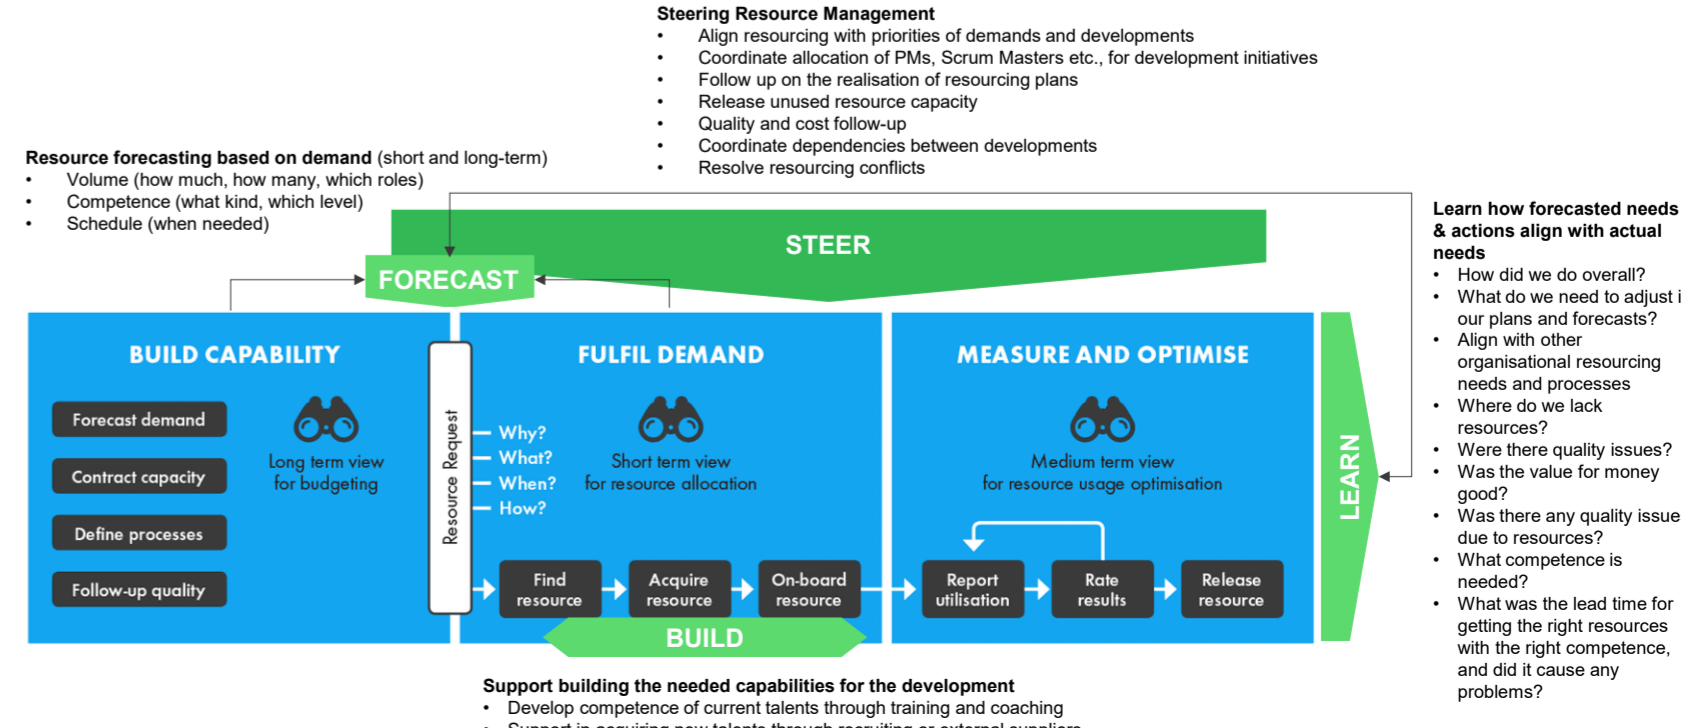 Steering Resource Management
• Align resourcing with priorities of demands and developments
• Coordinate allocation of PMs, Scrum Masters etc., for development initiatives
• Follow up on the realisation of resourcing plans
• Release unused resource capacity
• Quality and cost follow-up
• Coordinate dependencies between developments
• Resolve resourcing conflicts
Resource forecasting based on demand (short and long-term)
• Volume (how much, how many, which roles)
• Competence (what kind, which level)
• Schedule (when needed)
STEER
FORECAST
BUILD CAPABILITY
Forecast demand
Contract capacity
Define processes
Follow-up quality
Long term view
for budgeting
Resource Request
FULFIL DEMAND
Why?
What?
When?
How?
Short term view
for resource allocation
Find
resource
Acquire
resource
On-board
resource
BUILD
MEASURE AND OPTIMISE
Medium term view
for resource usage optimisation
Report
utilisation
Rate
results
Release
resource
LEARN
Learn how forecasted needs
& actions align with actual
needs
• How did we do overall?
• What do we need to adjust i
our plans and forecasts?
• Align with other
organisational resourcing
needs and processes
• Where do we lack
resources?
• Were there quality issues?
• Was the value for money
good?
• Was there any quality issue
due to resources?
• What competence is
needed?
• What was the lead time for
getting the right resources
with the right competence,
and did it cause any
problems?
Support building the needed capabilities for the development
• Develop competence of current talents through training and coaching
• Support in acquiring new talents through recruiting or external suppliers